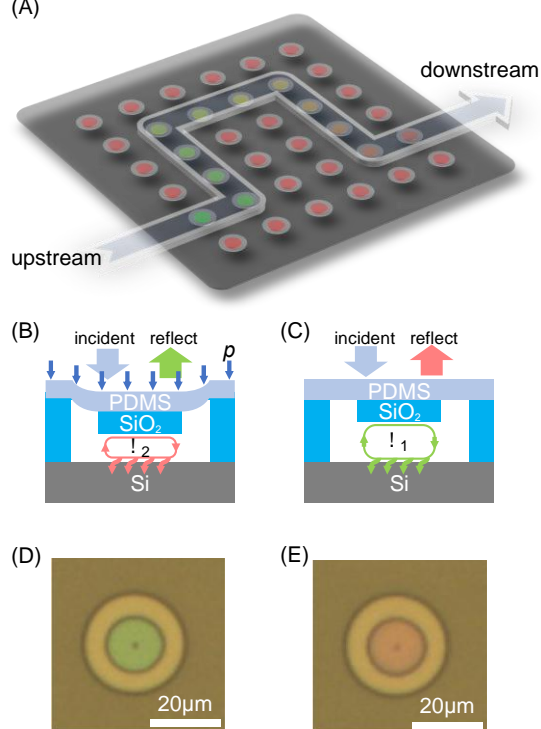 (A)
downstream
upstream
(B) (C)
incident reflect p incident reflect
PDMS PDMS
SiO₂ SiO₂
! ₂ ! ₁
Si Si
(D) (E)
20μm 20μm